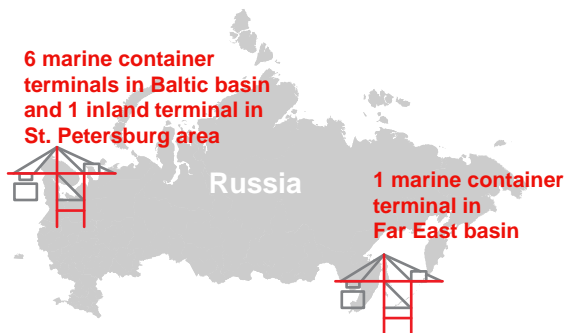 6 marine container
terminals in Baltic basin
and 1 inland terminal in
St. Petersburg area
Russia
1 marine container
terminal in
Far East basin